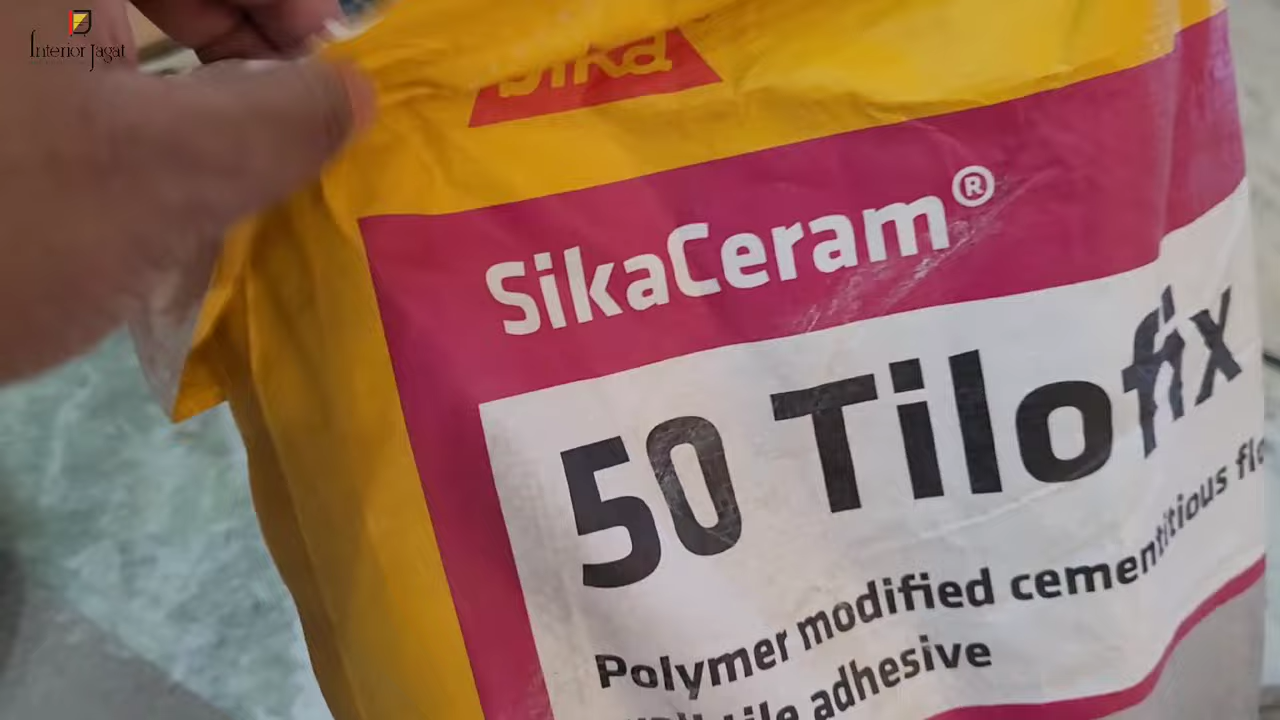 Interior Jagat
Sika
SikaCeram®
50 Tilofix
Polymer modified cementitious
tile adhesive